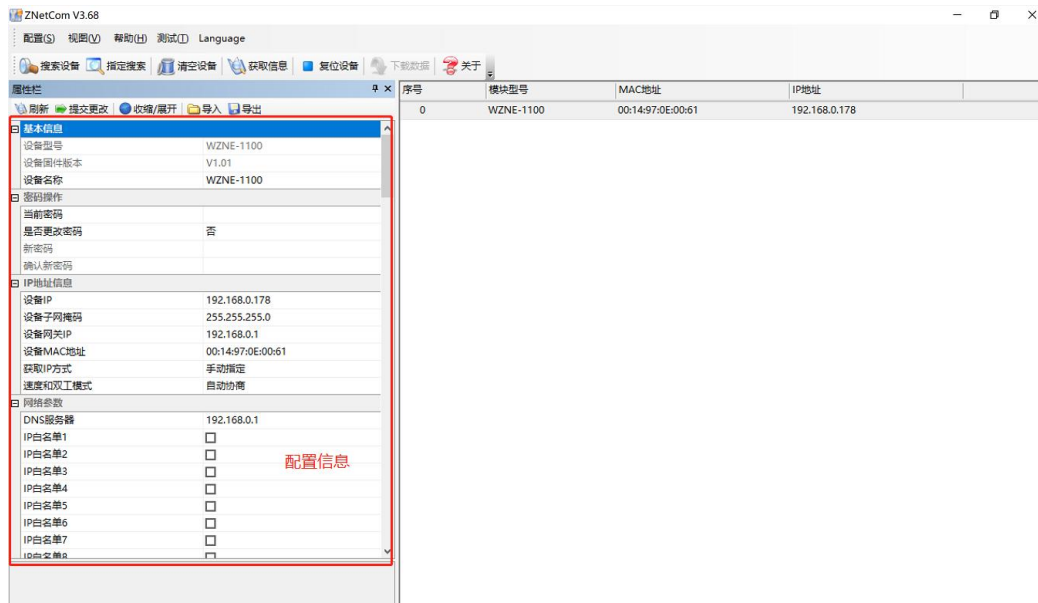 ZNetCom V3.68
配置(S) 视图(V) 帮助(H) 测试(T) Language
搜索设备 指定搜索 清空设备 获取信息 复位设备 下载数据 关于
属性栏
刷新 提交更改 收缩/展开 导入 导出
基本信息
设备型号 WZNE-1100
设备固件版本 V1.01
设备名称 WZNE-1100
密码操作
当前密码
是否更改密码 否
新密码
确认新密码
IP地址信息
设备IP 192.168.0.178
设备子网掩码 255.255.255.0
设备网关IP 192.168.0.1
设备MAC地址 00:14:97:0E:00:61
获取IP方式 手动指定
速度和双工模式 自动协商
网络参数
DNS服务器 192.168.0.1
IP白名单1
IP白名单2
IP白名单3
IP白名单4
IP白名单5
IP白名单6
IP白名单7
IP白名单8
配置信息
序号 模块型号 MAC地址 IP地址
0 WZNE-1100 00:14:97:0E:00:61 192.168.0.178